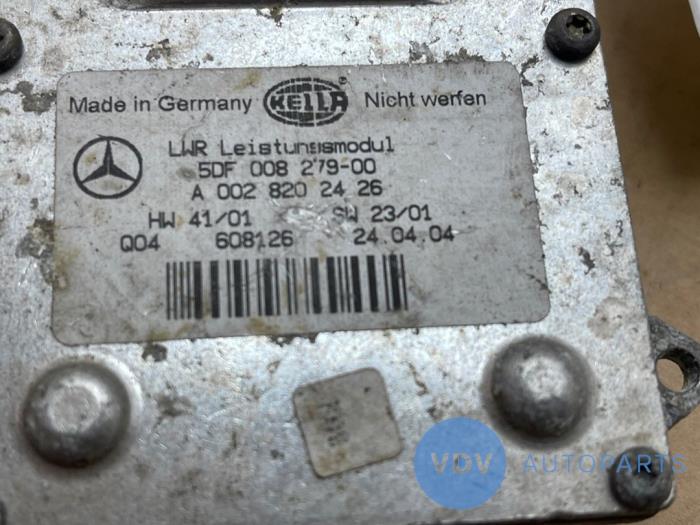 Made in Germany HELLA ® Nicht werfen
LWR Leistungsmodul
5DF 008 279-00
A 002 820 24 26
HW 41/01 SW 23/01
Q04 608126 24.04.04
VDV AUTOPARTS